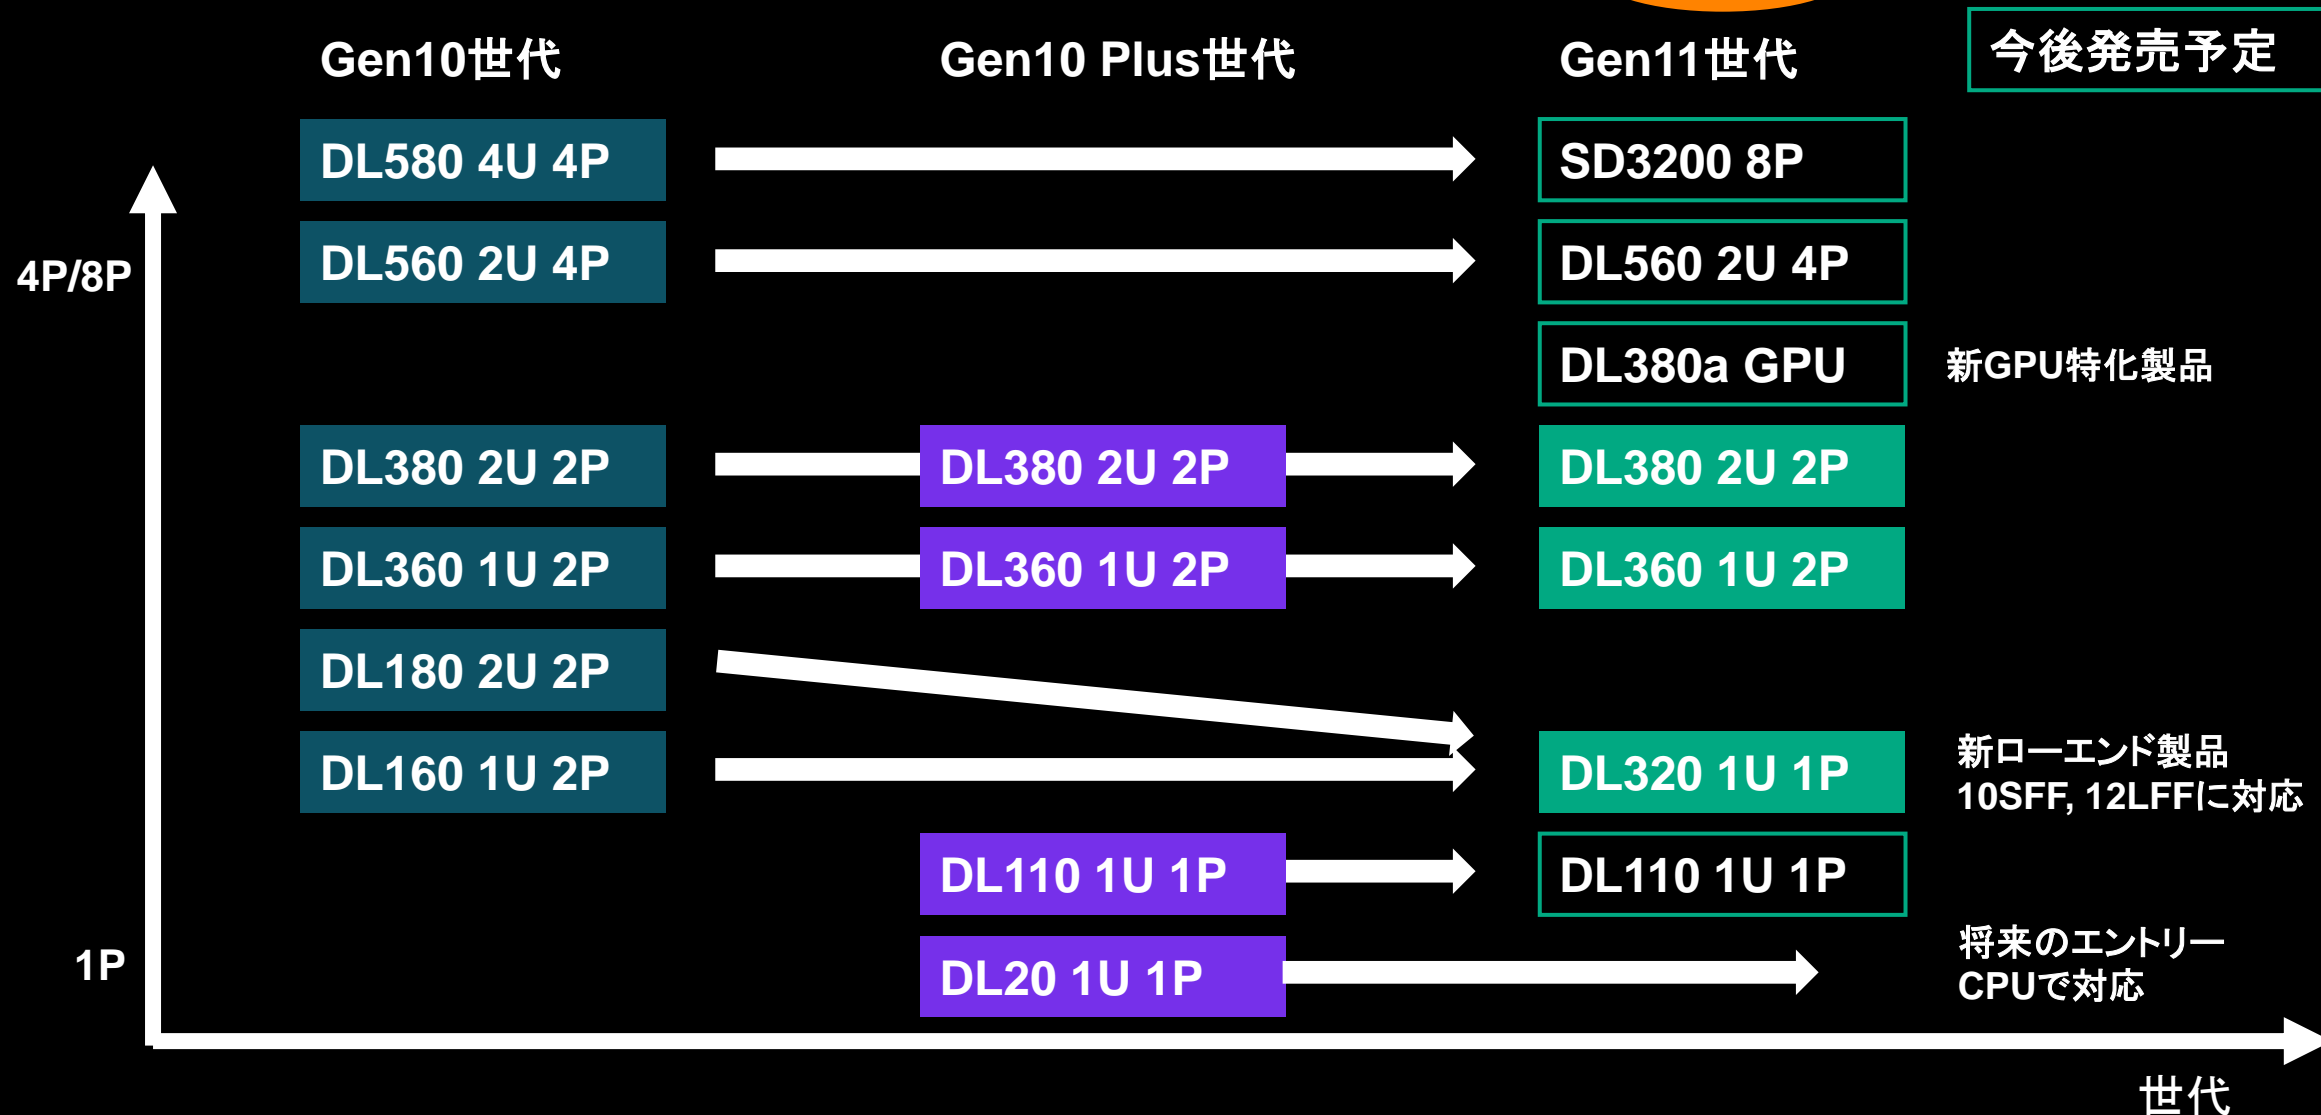 Gen10世代
Gen10 Plus世代
Gen11世代
今後発売予定
DL580 4U 4P
SD3200 8P
4P/8P
DL560 2U 4P
DL560 2U 4P
DL380a GPU
新GPU特化製品
DL380 2U 2P
DL380 2U 2P
DL380 2U 2P
DL360 1U 2P
DL360 1U 2P
DL360 1U 2P
DL180 2U 2P
DL160 1U 2P
DL320 1U 1P
新ローエンド製品
10SFF, 12LFFに対応
DL110 1U 1P
DL110 1U 1P
1P
DL20 1U 1P
将来のエントリー
CPUで対応
世代